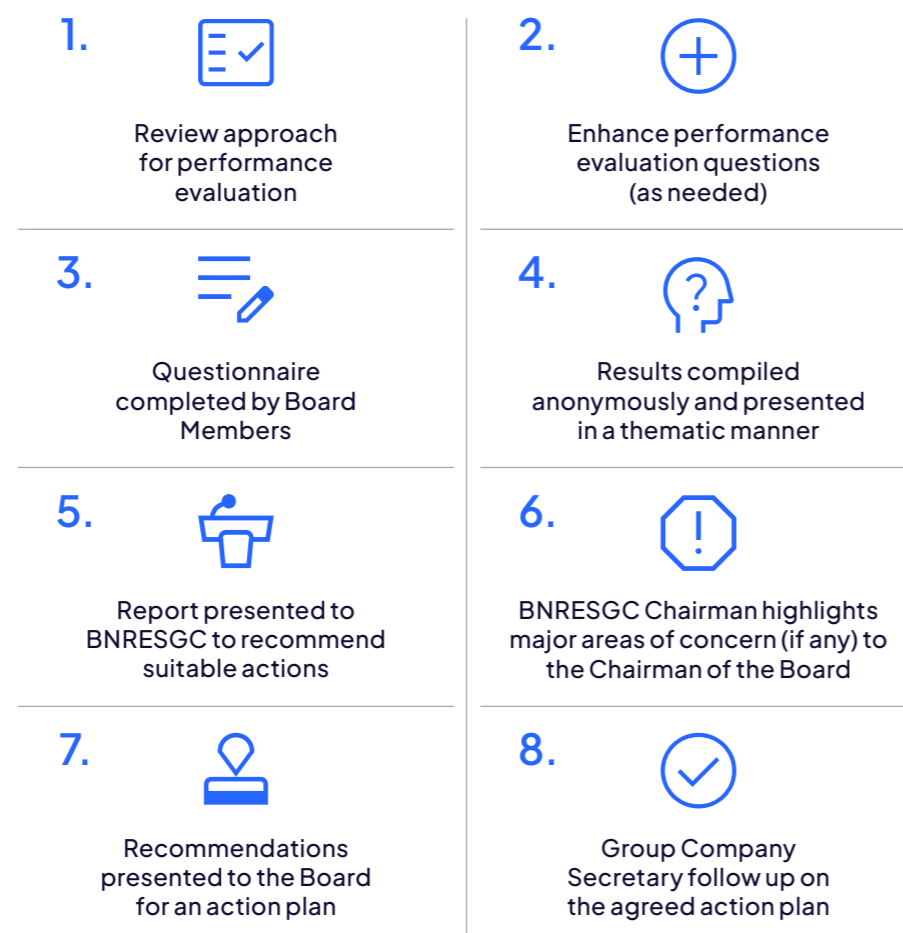 1.
Review approach
for performance
evaluation
2.
Enhance performance
evaluation questions
(as needed)
3.
Questionnaire
completed by Board
Members
4.
?
Results compiled
anonymously and presented
in a thematic manner
5.
Report presented to
BNRESGC to recommend
suitable actions
6.
!
BNRESGC Chairman highlights
major areas of concern (if any) to
the Chairman of the Board
7.
Recommendations
presented to the Board
for an action plan
8.
Group Company
Secretary follow up on
the agreed action plan